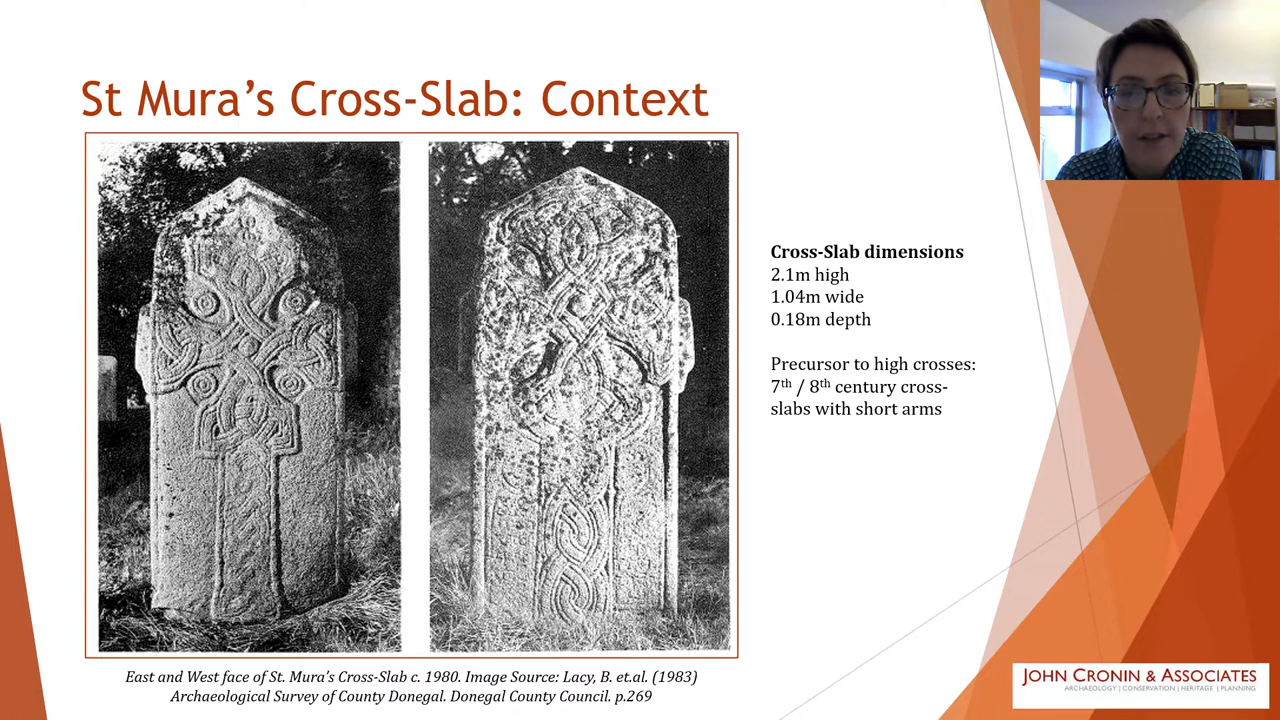 St Mura’s Cross-Slab: Context
Cross-Slab dimensions
2.1m high
1.04m wide
0.18m depth
Precursor to high crosses:
7th / 8th century cross-
slabs with short arms
East and West face of St. Mura’s Cross-Slab c. 1980. Image Source: Lacy, B. et.al. (1983)
Archaeological Survey of County Donegal. Donegal County Council. p.269
JOHN CRONIN & ASSOCIATES
ARCHAEOLOGY | CONSERVATION | HERITAGE | PLANNING